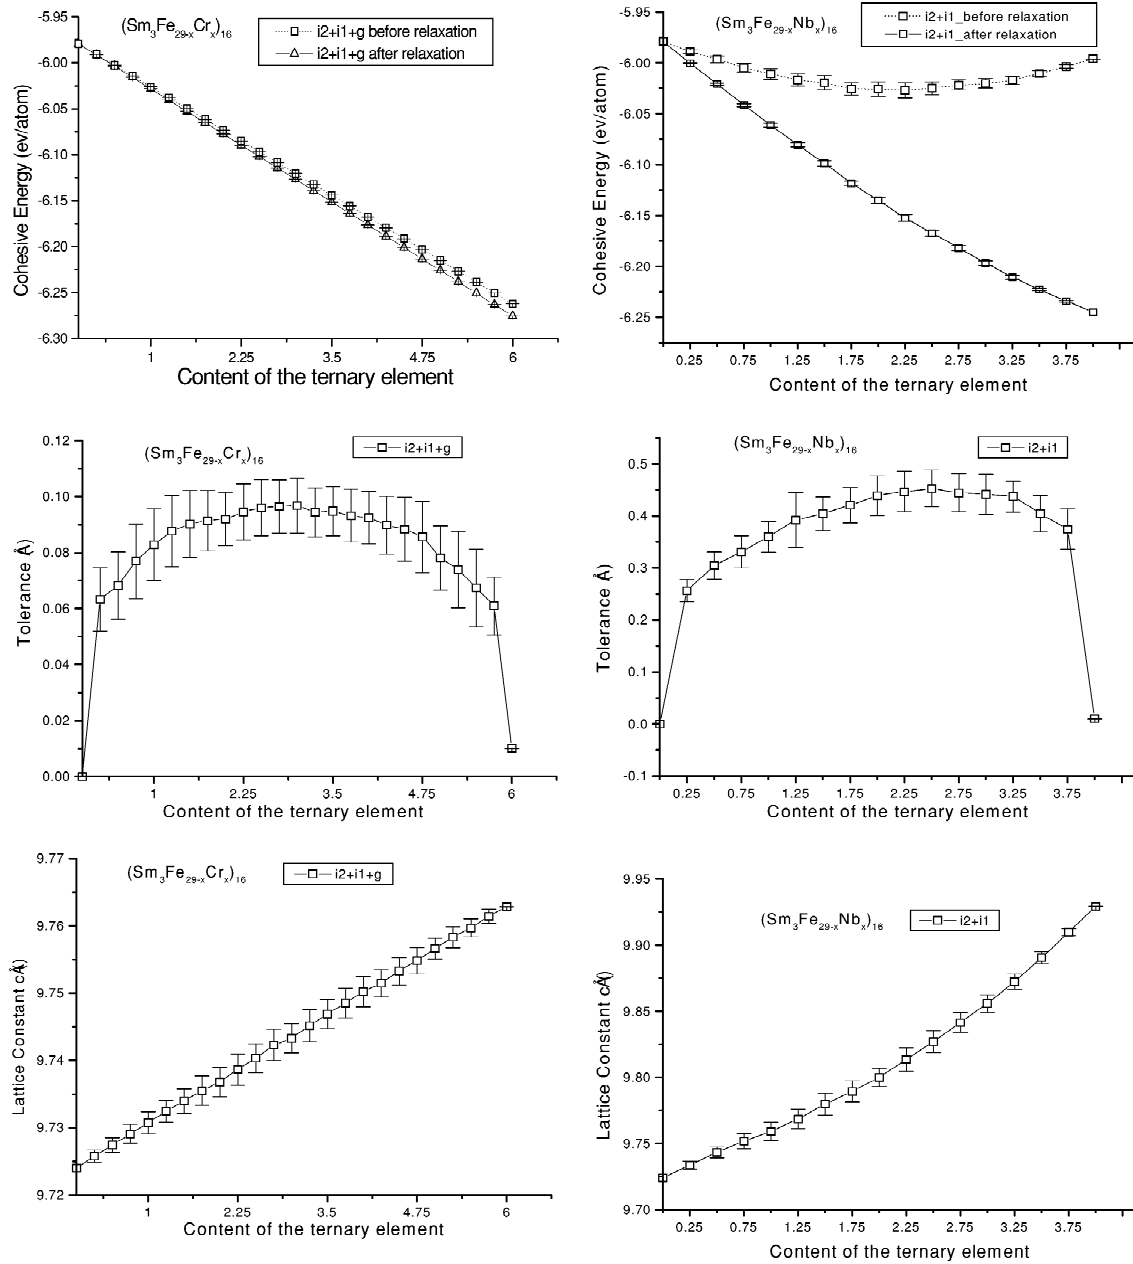 (Sm3Fe29-xCrx)16
i2+i1+g before relaxation
i2+i1+g after relaxation
Cohesive Energy (ev/atom)
-5.95
-6.00
-6.05
-6.10
-6.15
-6.20
-6.25
-6.30
1 2.25 3.5 4.75 6
Content of the ternary element
(Sm3Fe29-xNbx)16
i2+i1_before relaxation
i2+i1_after relaxation
Cohesive Energy (ev/atom)
-5.95
-6.00
-6.05
-6.10
-6.15
-6.20
-6.25
0.25 0.75 1.25 1.75 2.25 2.75 3.25 3.75
Content of the ternary element
(Sm3Fe29-xCrx)16
i2+i1+g
Tolerance Å)
0.12
0.10
0.08
0.06
0.04
0.02
0.00
1 2.25 3.5 4.75 6
Content of the ternary element
(Sm3Fe29-xNbx)16
i2+i1
Tolerance Å)
0.5
0.4
0.3
0.2
0.1
0.0
-0.1
0.25 0.75 1.25 1.75 2.25 2.75 3.25 3.75
Content of the ternary element
(Sm3Fe29-xCrx)16
i2+i1+g
Lattice Constant cÅ)
9.77
9.76
9.75
9.74
9.73
9.72
1 2.25 3.5 4.75 6
Content of the ternary element
(Sm3Fe29-xNbx)16
i2+i1
Lattice Constant cÅ)
9.95
9.90
9.85
9.80
9.75
9.70
0.25 0.75 1.25 1.75 2.25 2.75 3.25 3.75
Content of the ternary element